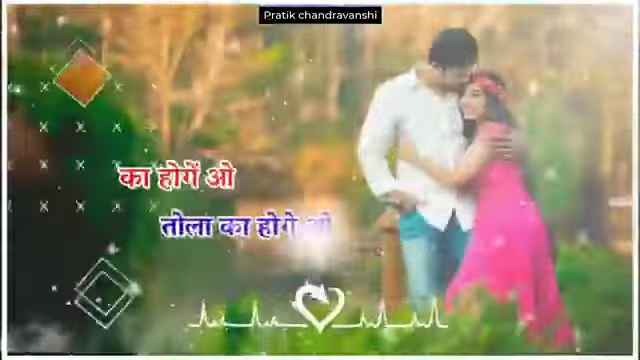 Pratik chandravanshi
का होगें ओ
तोला का होगे ओ